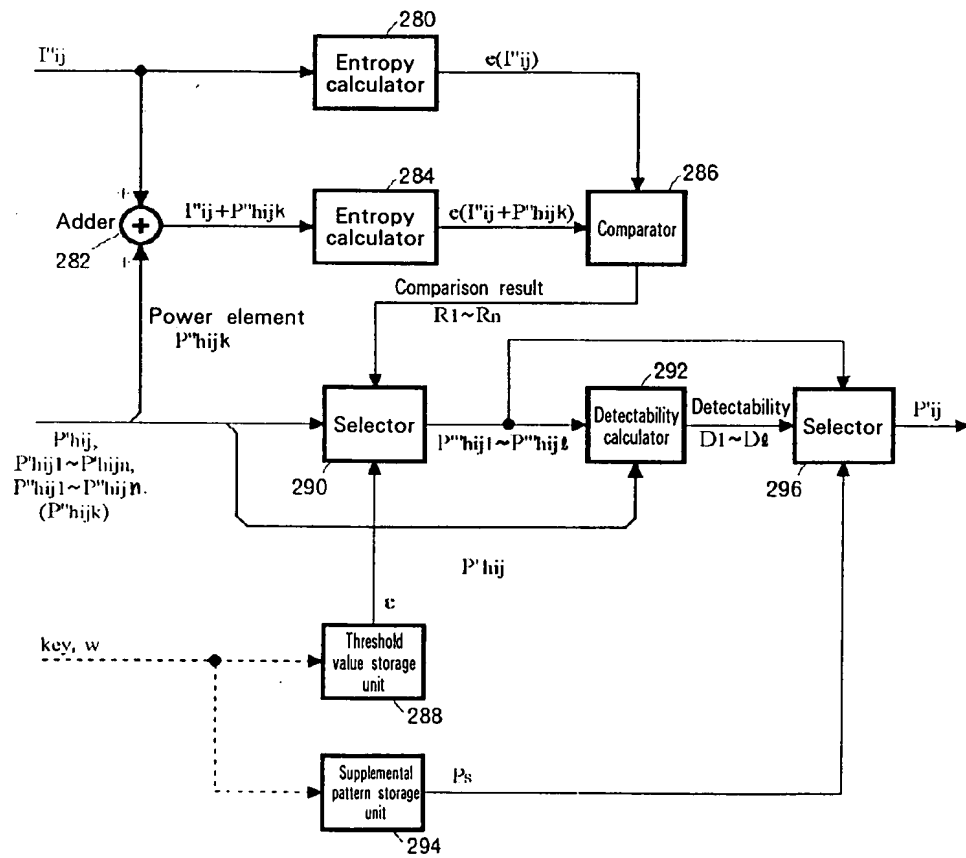 280
I"ij
Entropy
calculator
e(I"ij)
284
286
+
Adder
+
282
+
I"ij+P"hijk
Entropy
calculator
e(I"ij+P"hijk)
Comparator
Comparison result
R1~Rn
Power element
P"hijk
292
Selector
290
P"'hij1~P"'hijℓ
Detectability
calculator
Detectability
D1~Dℓ
Selector
296
P'ij
P'hij,
P'hij1~P'hijn,
P"hij1~P"hijn.
(P"hijk)
P'hij
e
key, w
Threshold
value storage
unit
288
Supplemental
pattern storage
unit
294
Ps